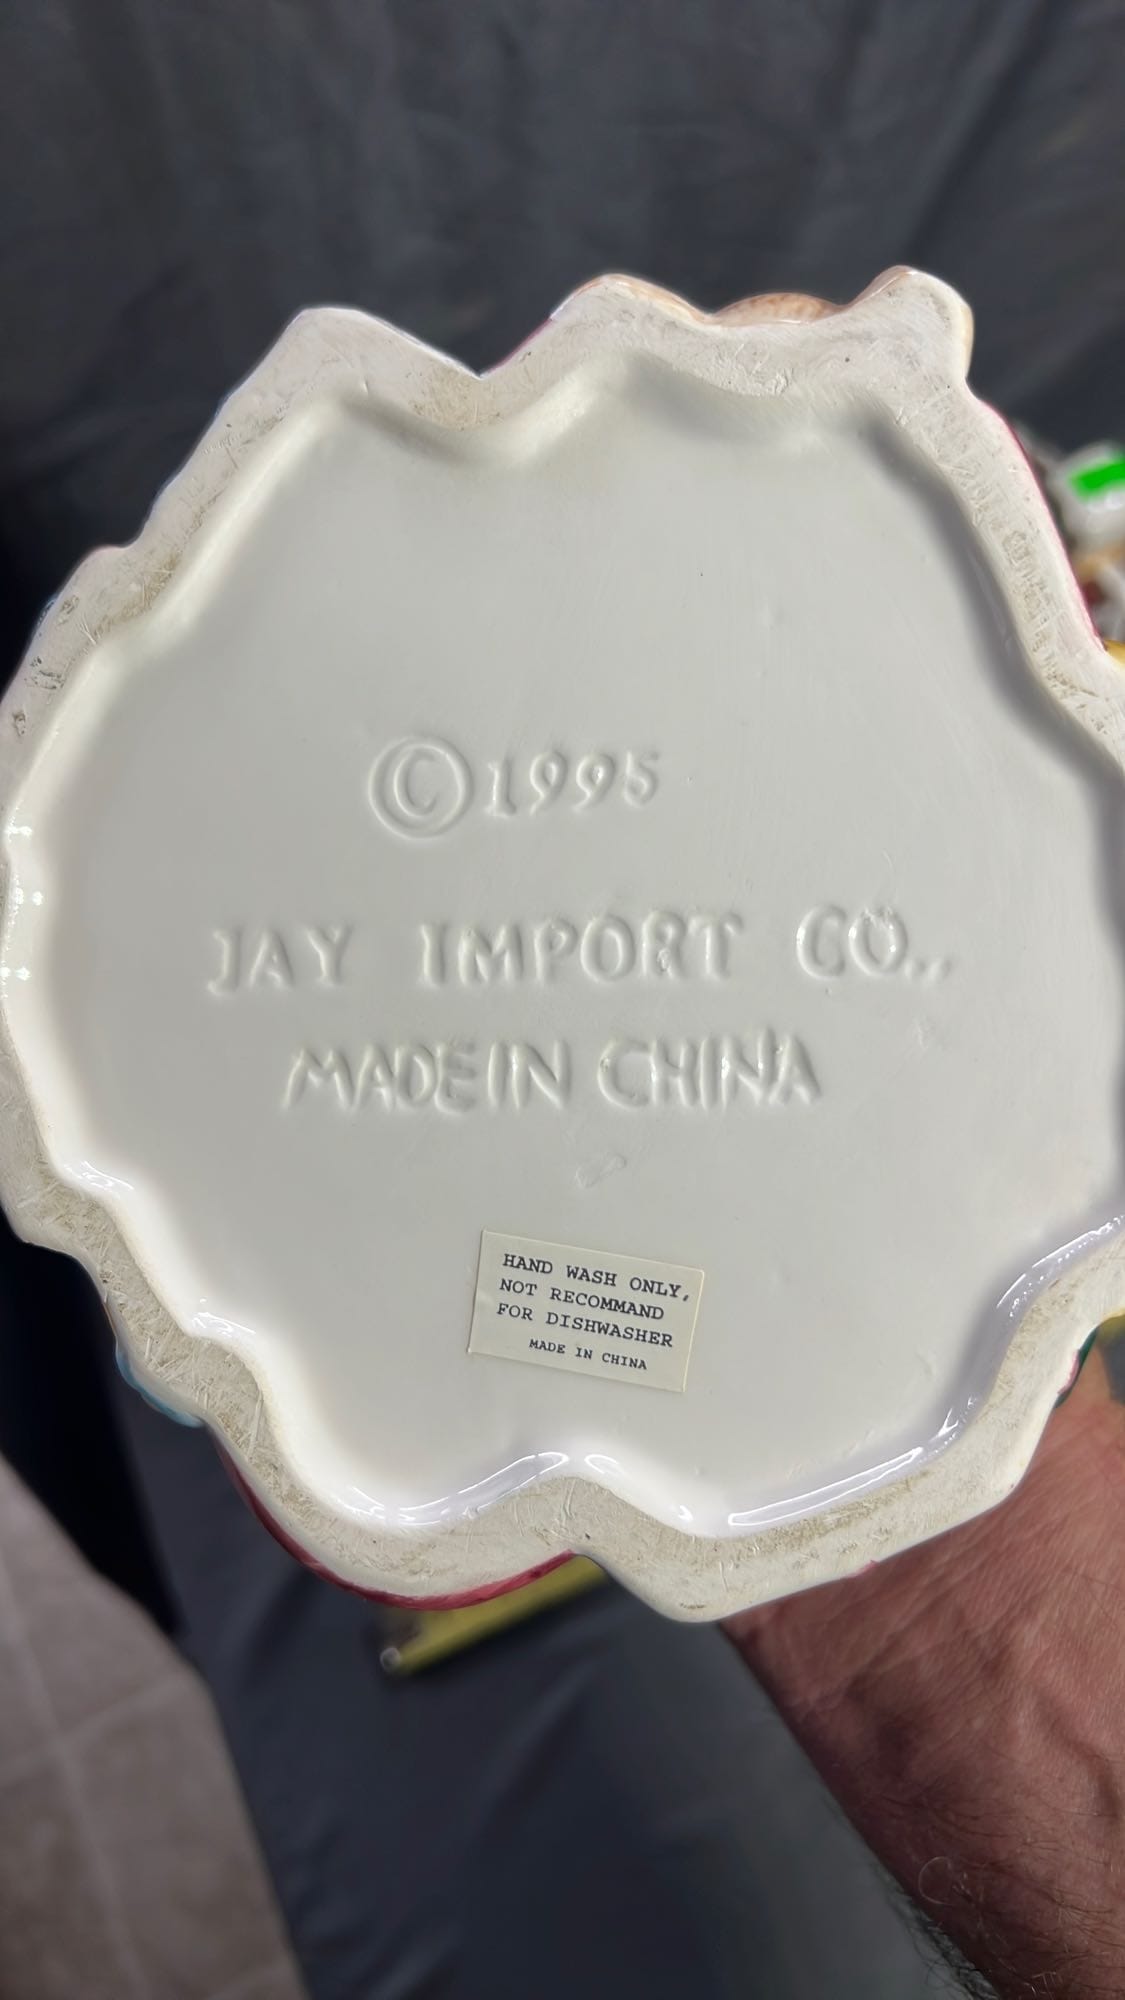 ©1995
JAY IMPORT CO.,
MADE IN CHINA
HAND WASH ONLY,
NOT RECOMMAND
FOR DISHWASHER
MADE IN CHINA